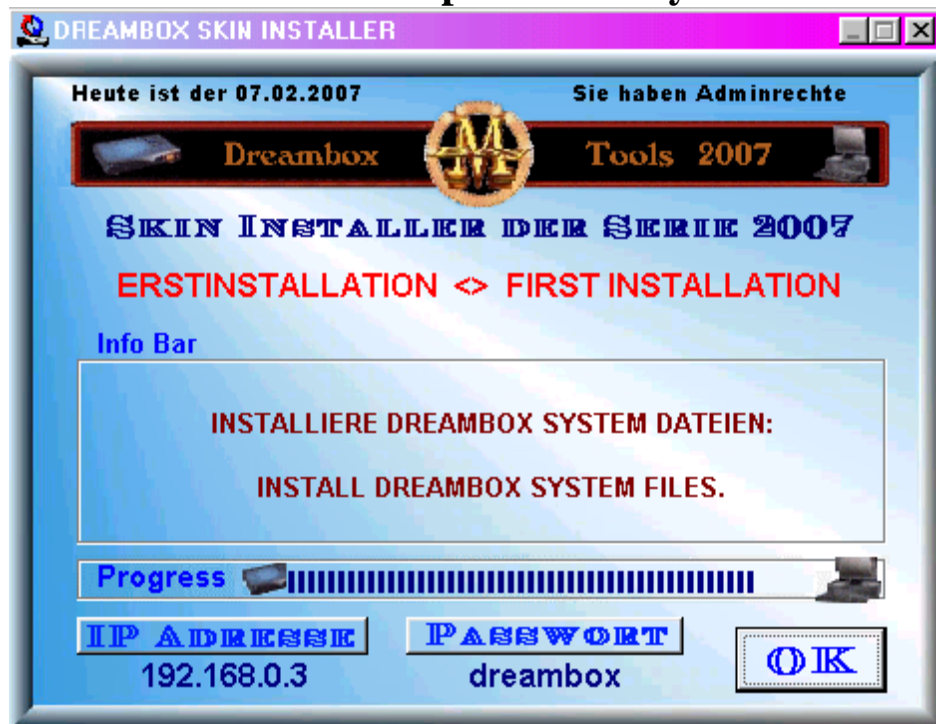 DREAMBOX SKIN INSTALLER
Heute ist der 07.02.2007 Sie haben Adminrechte
Dreambox M Tools 2007
Skin Installer der Serie 2007
ERSTINSTALLATION <> FIRST INSTALLATION
Info Bar
INSTALLIERE DREAMBOX SYSTEM DATEIEN:
INSTALL DREAMBOX SYSTEM FILES.
Progress
IP Adresse Passwort
192.168.0.3 dreambox
OK